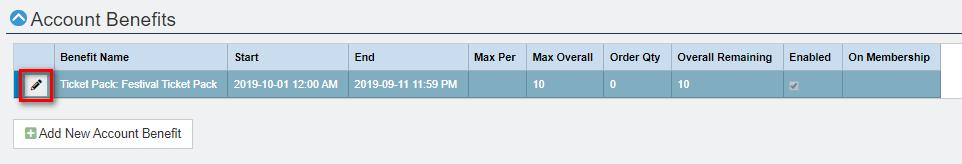 Account Benefits
Benefit Name Start End Max Per Max Overall Order Qty Overall Remaining Enabled On Membership
Ticket Pack: Festival Ticket Pack 2019-10-01 12:00 AM 2019-09-11 11:59 PM 10 0 10
Add New Account Benefit